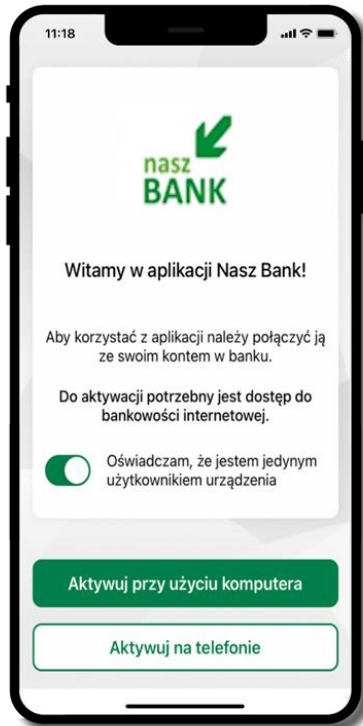 11:18
nasz
BANK
Witamy w aplikacji Nasz Bank!
Aby korzystać z aplikacji należy połączyć ją
ze swoim kontem w banku.
Do aktywacji potrzebny jest dostęp do
bankowości internetowej.
Oświadczam, że jestem jedynym
użytkownikiem urządzenia
Aktywuj przy użyciu komputera
Aktywuj na telefonie